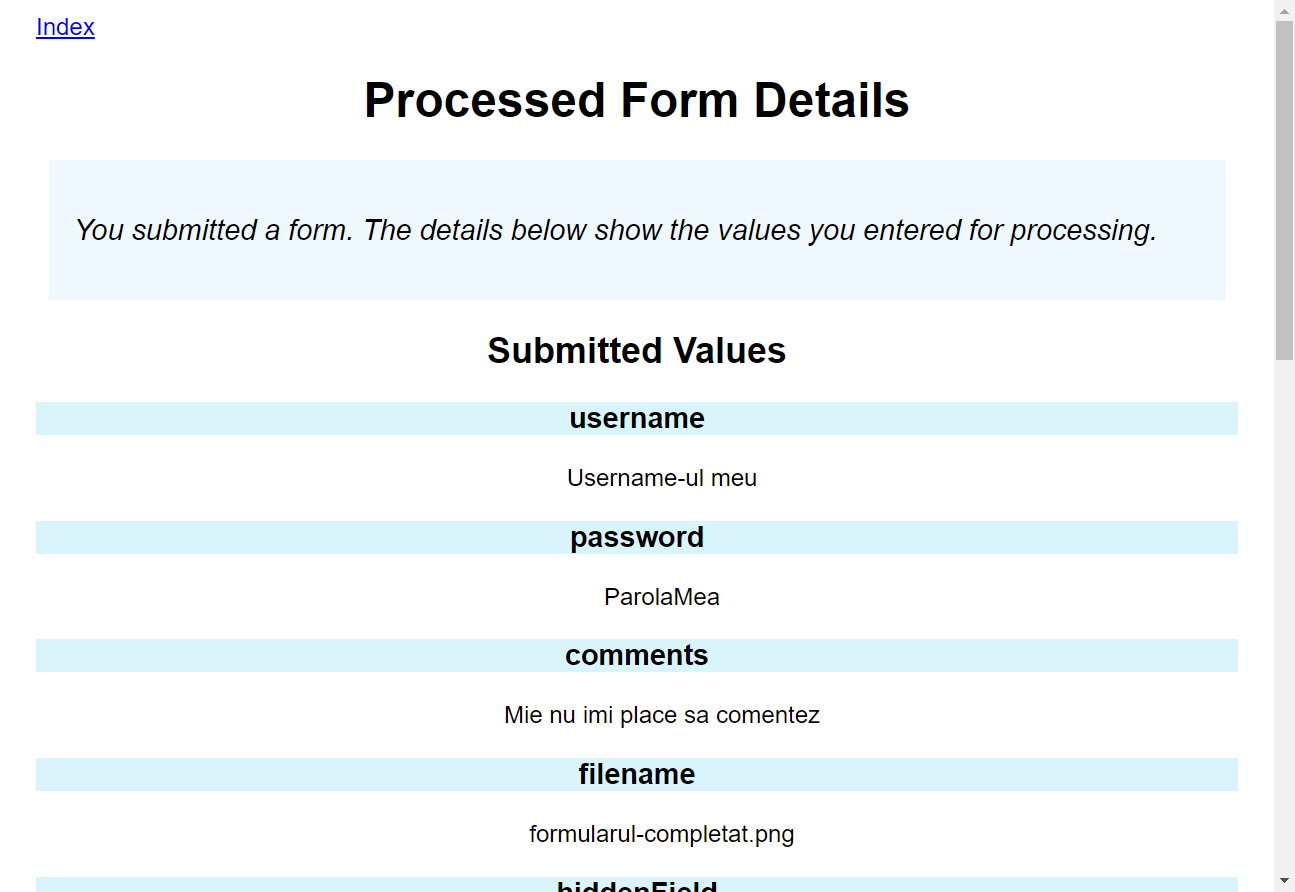 Index
Processed Form Details
You submitted a form. The details below show the values you entered for processing.
Submitted Values
username
Username-ul meu
password
ParolaMea
comments
Mie nu imi place sa comentez
filename
formularul-completat.png
hiddenField